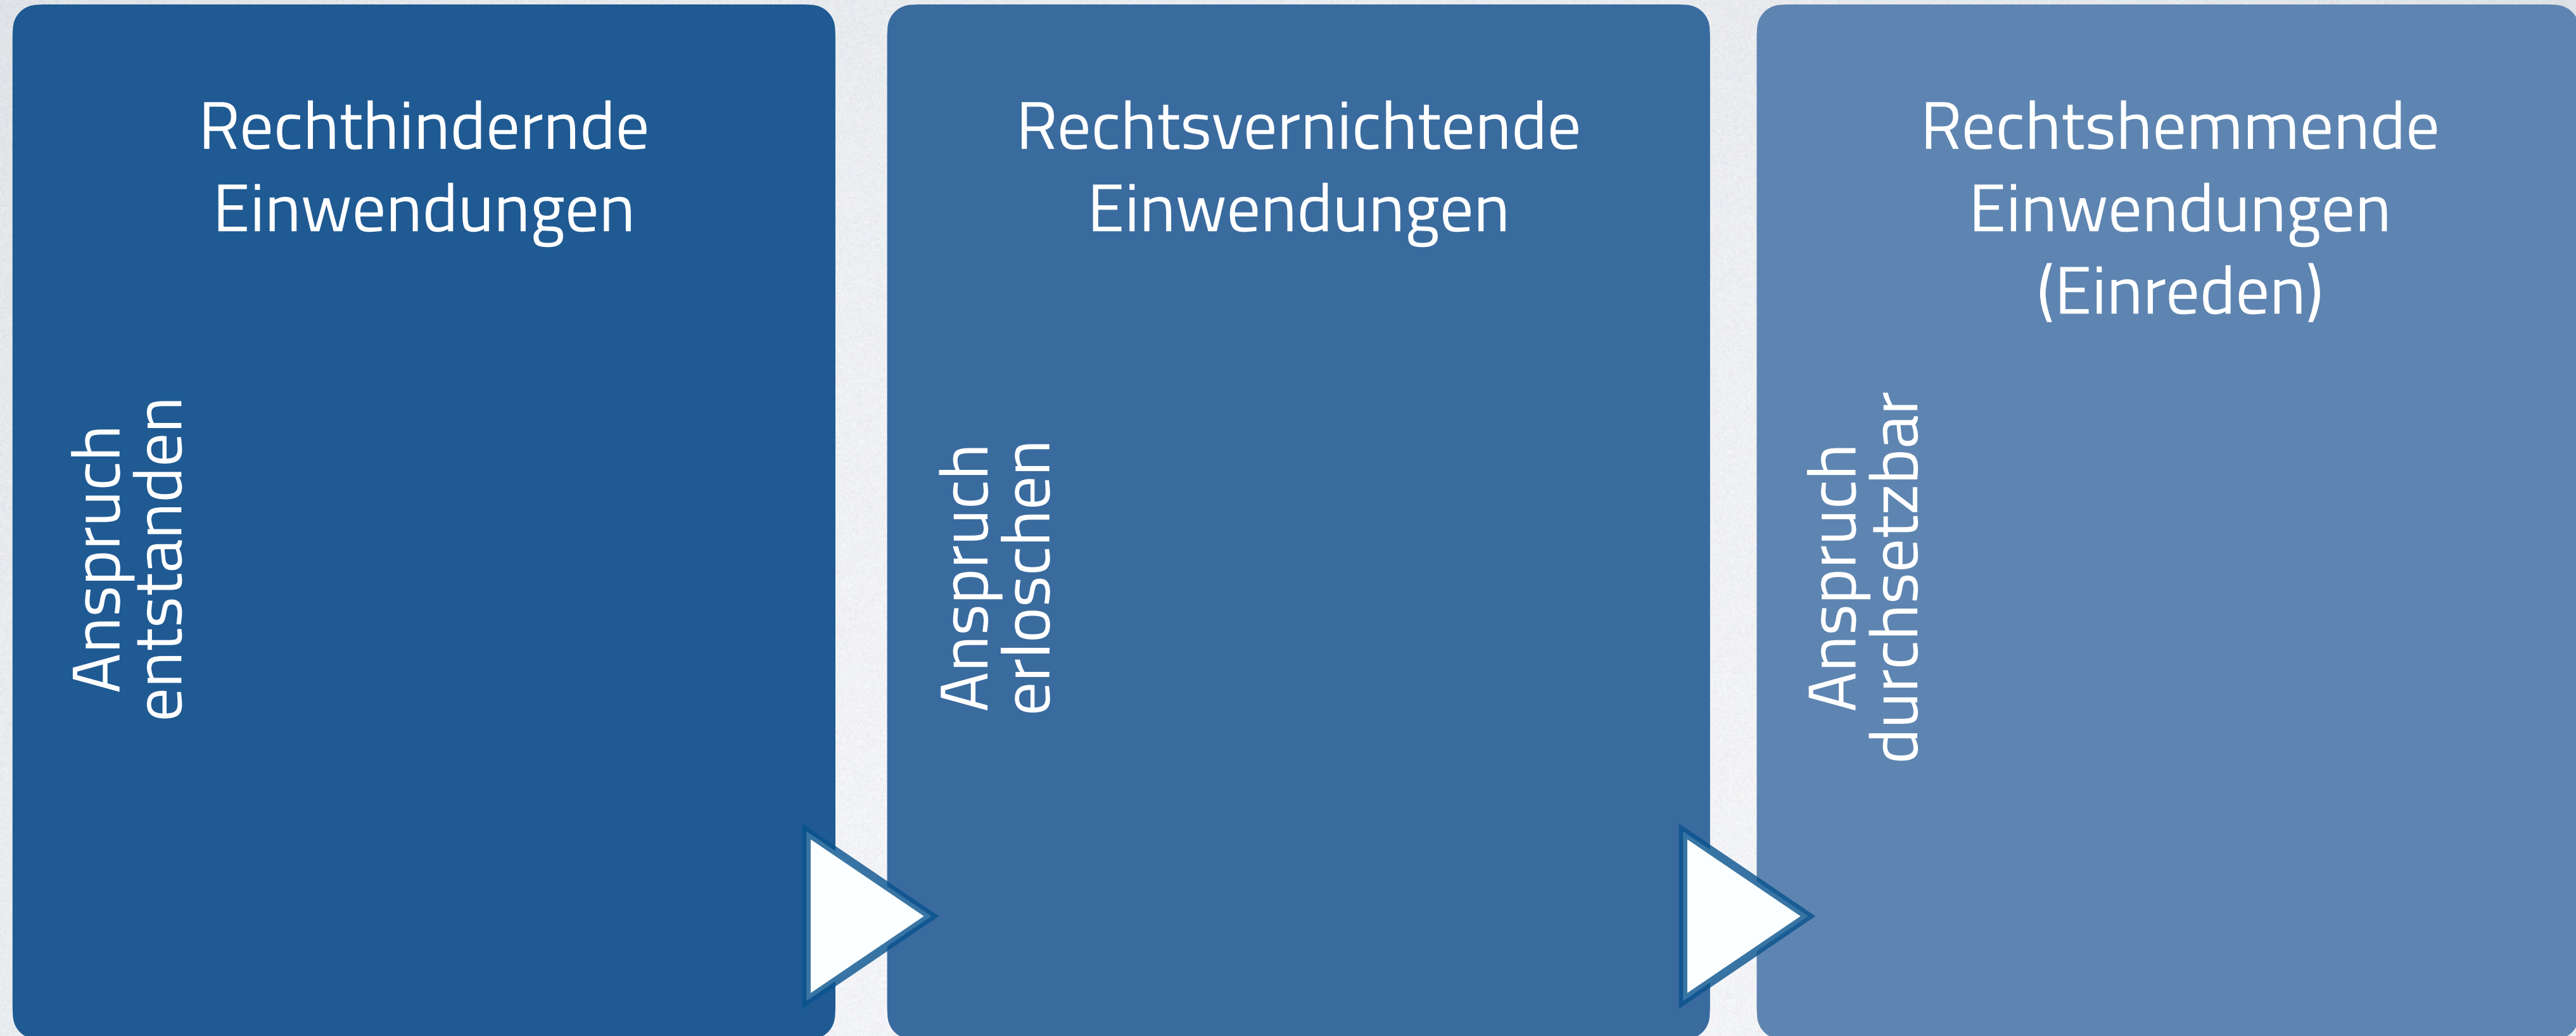 Rechthindernde
Einwendungen
Anspruch
entstanden
Rechtsvernichtende
Einwendungen
Anspruch
erloschen
Rechtshemmende
Einwendungen
(Einreden)
Anspruch
durchsetzbar